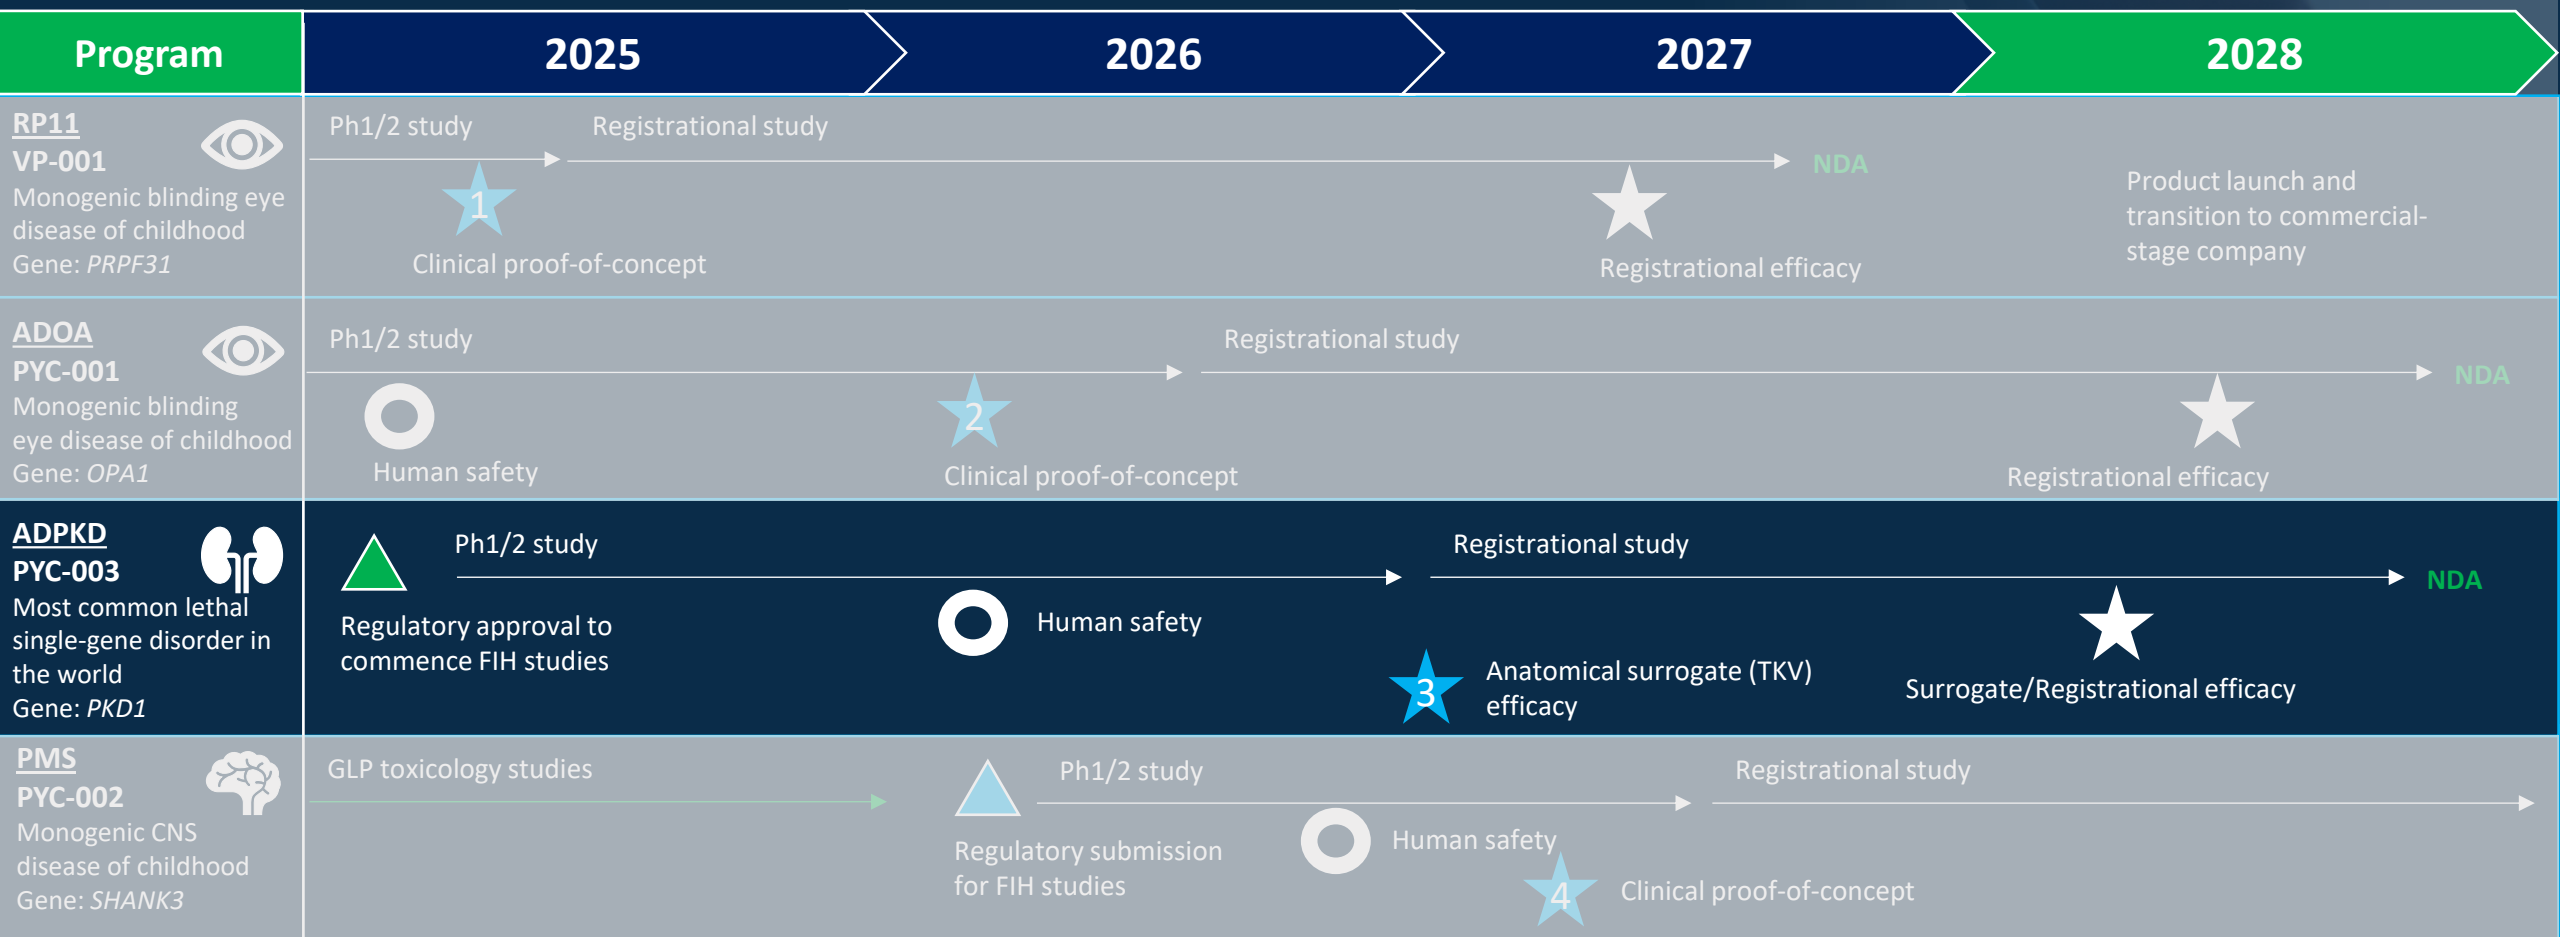 Program
2025
2026
2027
2028
RP11
VP-001
Monogenic blinding eye
disease of childhood
Gene: PRPF31
Ph1/2 study
Registrational study
NDA
1
Clinical proof-of-concept
Registrational efficacy
Product launch and
transition to commercial-
stage company
ADOA
PYC-001
Monogenic blinding
eye disease of childhood
Gene: OPA1
Ph1/2 study
Registrational study
NDA
Human safety
2
Clinical proof-of-concept
Registrational efficacy
ADPKD
PYC-003
Most common lethal
single-gene disorder in
the world
Gene: PKD1
Ph1/2 study
Registrational study
NDA
Regulatory approval to
commence FIH studies
Human safety
3
Anatomical surrogate (TKV)
efficacy
Surrogate/Registrational efficacy
PMS
PYC-002
Monogenic CNS
disease of childhood
Gene: SHANK3
GLP toxicology studies
Ph1/2 study
Registrational study
Regulatory submission
for FIH studies
Human safety
4
Clinical proof-of-concept